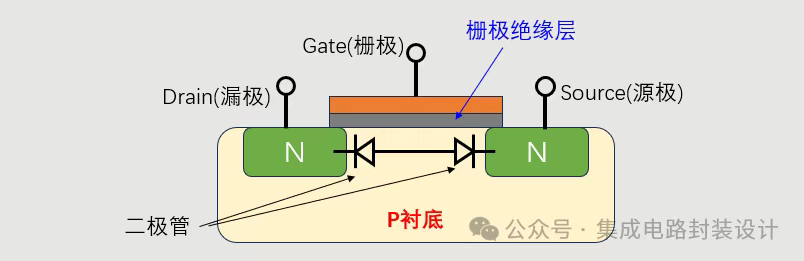 栅极绝缘层
Gate(栅极)
Drain(漏极)
Source(源极)
N
N
二极管
P衬底
公众号 · 集成电路封装设计